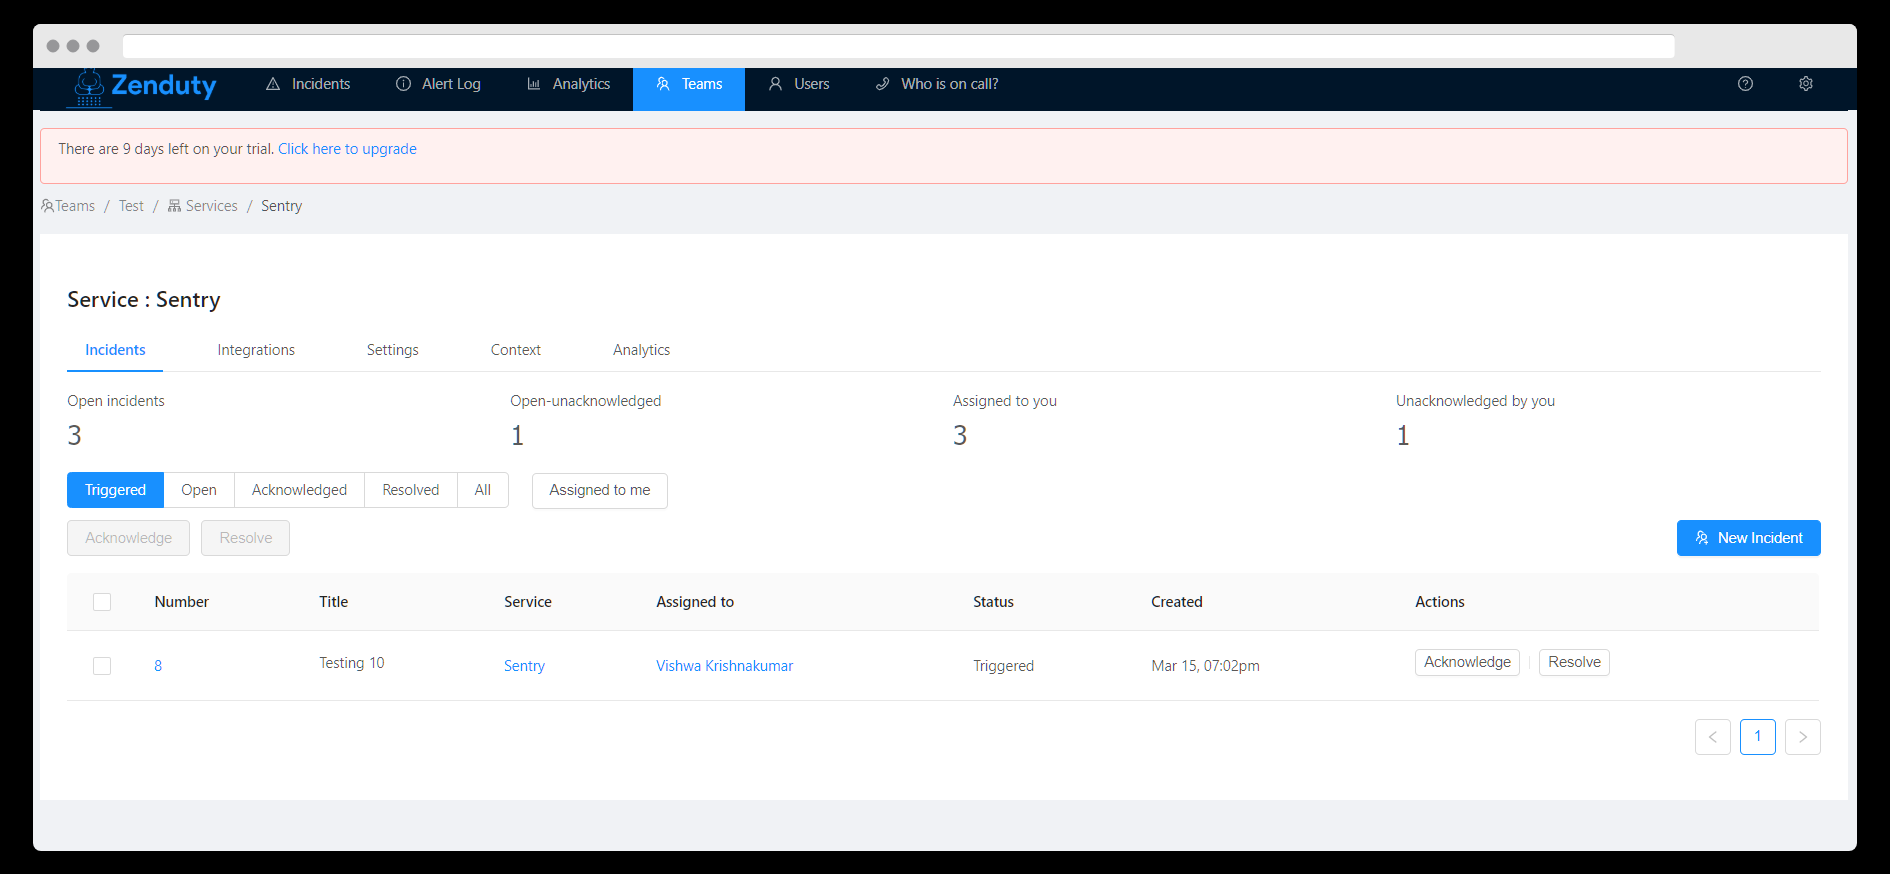 Zenduty Incidents Alert Log Analytics Teams Users Who is on call?
There are 9 days left on your trial. Click here to upgrade
Teams / Test / Services / Sentry
Service : Sentry
Incidents Integrations Settings Context Analytics
Open incidents Open-unacknowledged Assigned to you Unacknowledged by you
3 1 3 1
Triggered Open Acknowledged Resolved All Assigned to me
Acknowledge Resolve New Incident
Number Title Service Assigned to Status Created Actions
8 Testing 10 Sentry Vishwa Krishnakumar Triggered Mar 15, 07:02pm Acknowledge Resolve
< 1 >